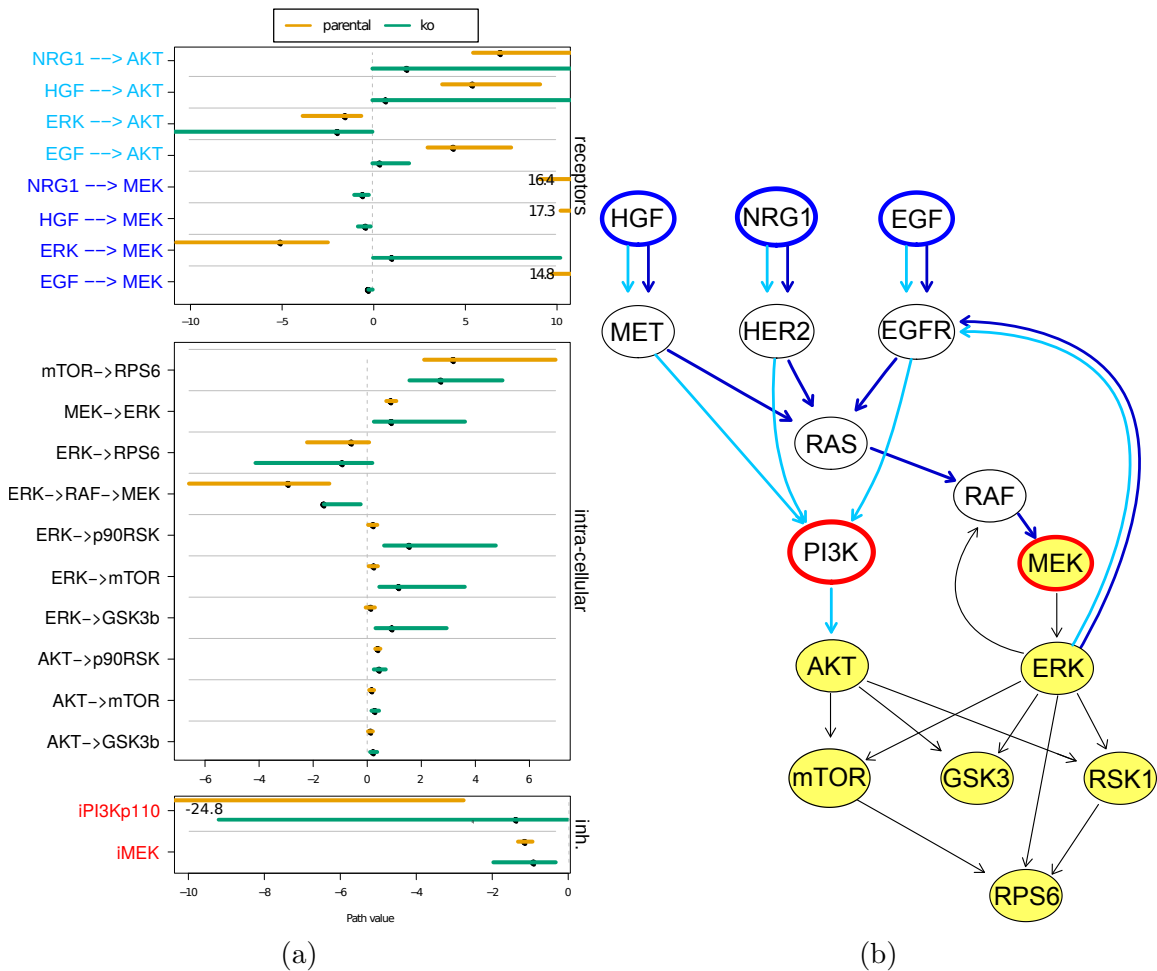 parental ko
NRG1 −−> AKT
HGF −−> AKT
ERK −−> AKT
EGF −−> AKT
NRG1 −−> MEK
HGF −−> MEK
ERK −−> MEK
EGF −−> MEK
16.4
17.3
14.8
receptors
−10 −5 0 5 10
mTOR−>RPS6
MEK−>ERK
ERK−>RPS6
ERK−>RAF−>MEK
ERK−>p90RSK
ERK−>mTOR
ERK−>GSK3b
AKT−>p90RSK
AKT−>mTOR
AKT−>GSK3b
intra-cellular
−6 −4 −2 0 2 4 6
iPI3Kp110
iMEK
-24.8
inh.
−10 −8 −6 −4 −2 0
Path value
(a)
HGF NRG1 EGF
MET HER2 EGFR
RAS
RAF
PI3K MEK
AKT ERK
mTOR GSK3 RSK1
RPS6
(b)